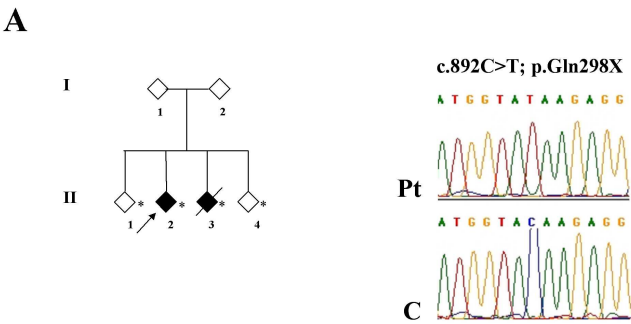 A
I
1 2
II
1 * 2 * 3 * 4 *
c.892C>T; p.Gln298X
A T G G T A T A A G A G G
Pt
A T G G T A C A A G A G G
C